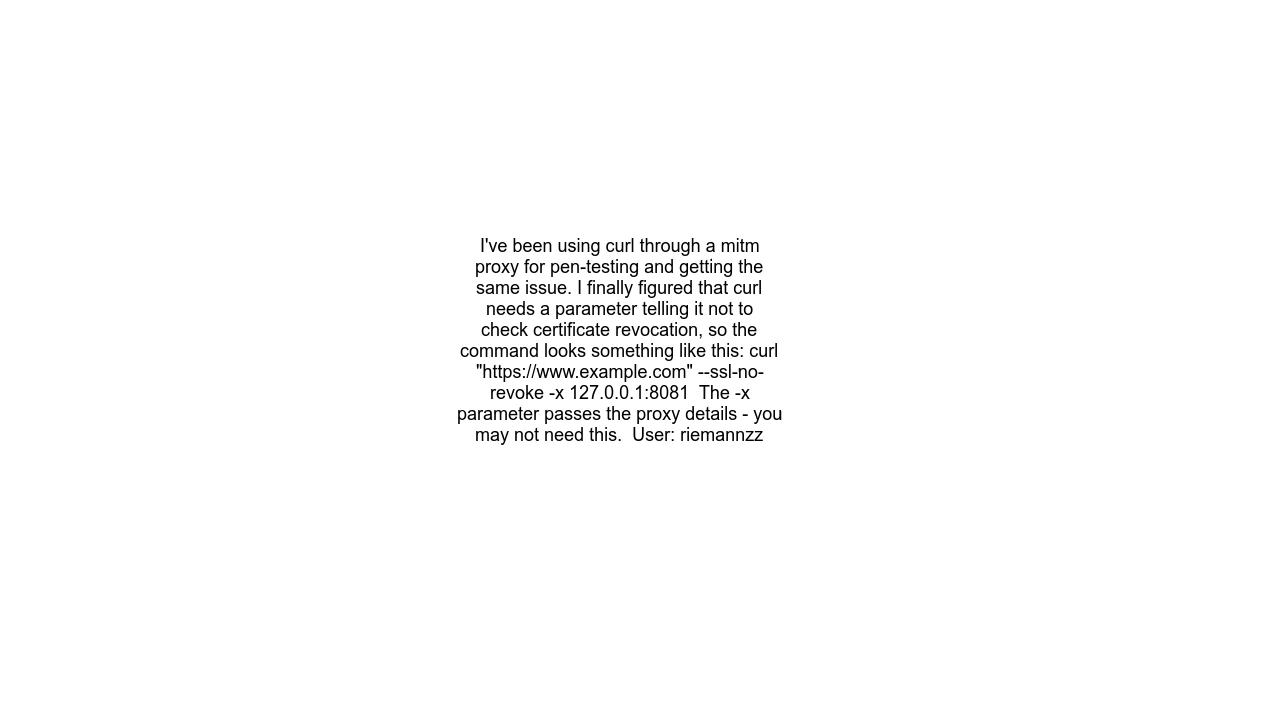 I've been using curl through a mitm
proxy for pen-testing and getting the
same issue. I finally figured that curl
needs a parameter telling it not to
check certificate revocation, so the
command looks something like this: curl
"https://www.example.com" --ssl-no-
revoke -x 127.0.0.1:8081  The -x
parameter passes the proxy details - you
may not need this.  User: riemannzz